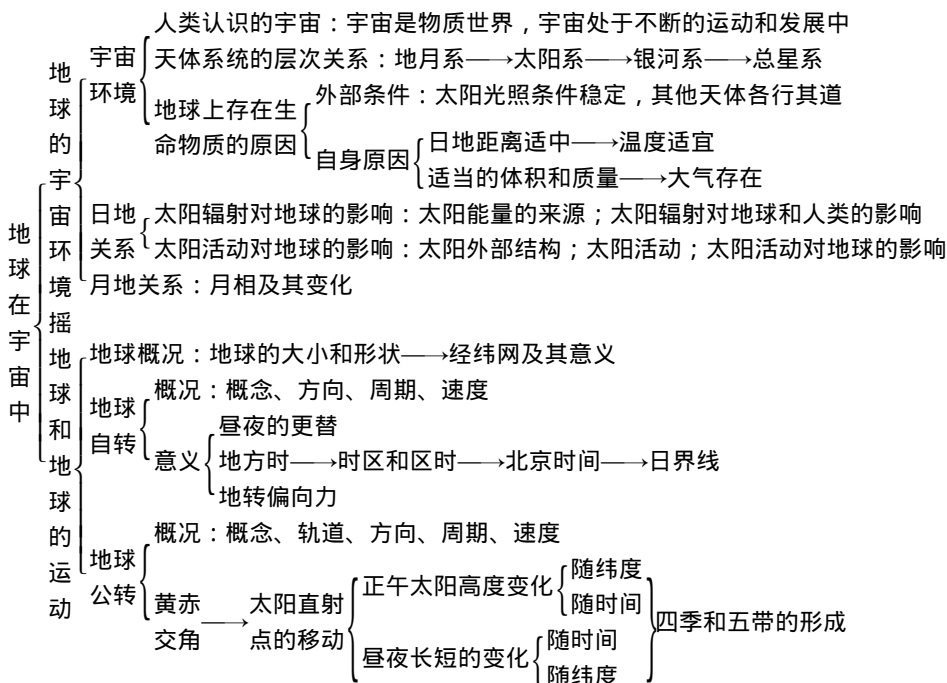 地球在宇宙中
地球的宇宙环境摇
宇宙环境
人类认识的宇宙：宇宙是物质世界，宇宙处于不断的运动和发展中
天体系统的层次关系：地月系→太阳系→银河系→总星系
地球上存在生命物质的原因
外部条件：太阳光照条件稳定，其他天体各行其道
自身原因
日地距离适中→温度适宜
适当的体积和质量→大气存在
日地关系
太阳辐射对地球的影响：太阳能量的来源；太阳辐射对地球和人类的影响
太阳活动对地球的影响：太阳外部结构；太阳活动；太阳活动对地球的影响
月地关系：月相及其变化
地球和地球的运动
地球概况：地球的大小和形状→经纬网及其意义
地球自转
概况：概念、方向、周期、速度
意义
昼夜的更替
地方时→时区和区时→北京时间→日界线
地转偏向力
地球公转
概况：概念、轨道、方向、周期、速度
黄赤交角→太阳直射点的移动
正午太阳高度变化
随纬度
随时间
昼夜长短的变化
随时间
随纬度
四季和五带的形成